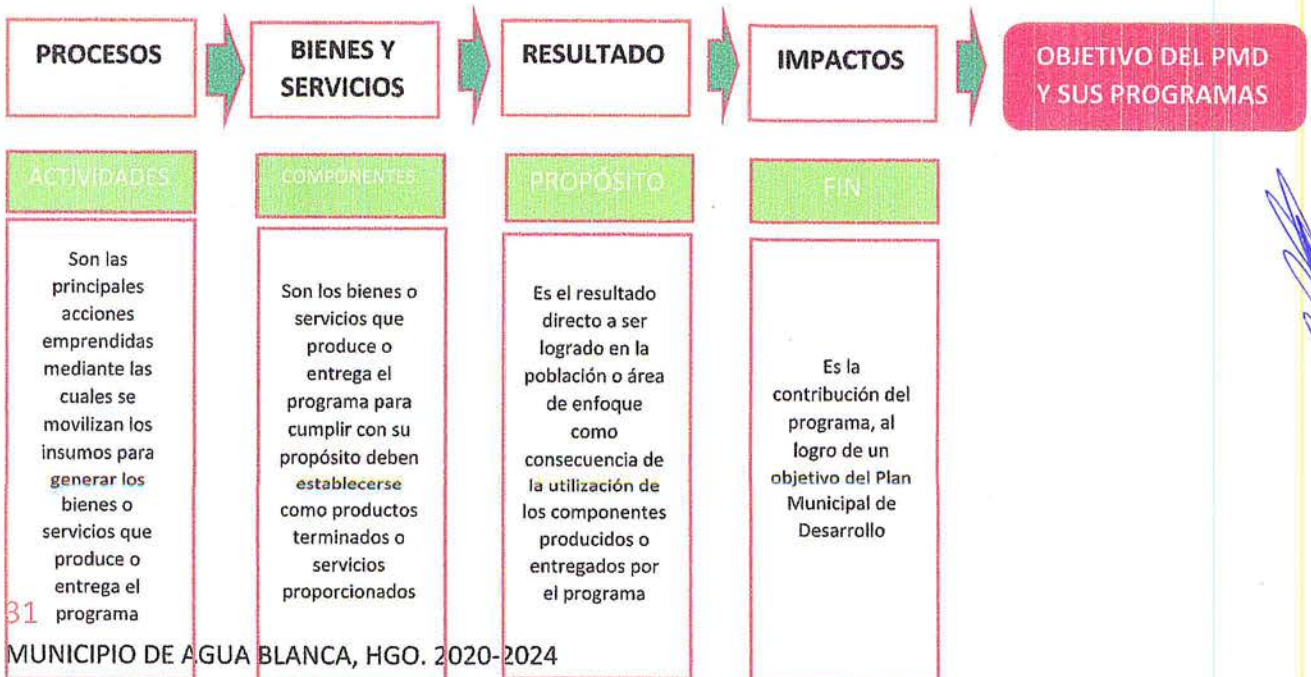 PROCESOS
BIENES Y
SERVICIOS
RESULTADO
IMPACTOS
OBJETIVO DEL PMD
Y SUS PROGRAMAS
ACTIVIDADES
COMPONENTES
PROPÓSITO
FIN
Son las
principales
acciones
emprendidas
mediante las
cuales se
movilizan los
insumos para
generar los
bienes o
servicios que
produce o
entrega el
programa
Son los bienes o
servicios que
produce o
entrega el
programa para
cumplir con su
propósito deben
establecerse
como productos
terminados o
servicios
proporcionados
Es el resultado
directo a ser
logrado en la
población o área
de enfoque
como
consecuencia de
la utilización de
los componentes
producidos o
entregados por
el programa
Es la
contribución del
programa, al
logro de un
objetivo del Plan
Municipal de
Desarrollo
31
MUNICIPIO DE AGUA BLANCA, HGO. 2020-2024